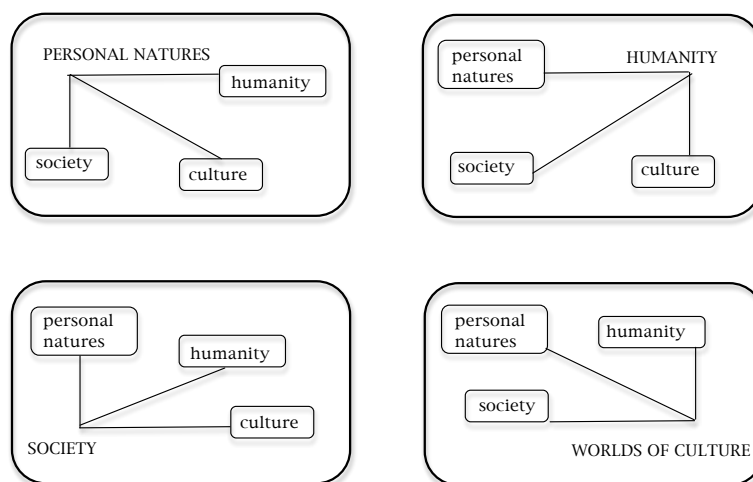 PERSONAL NATURES
humanity
society
culture
personal
natures
HUMANITY
society
culture
personal
natures
humanity
culture
SOCIETY
personal
natures
humanity
society
WORLDS OF CULTURE